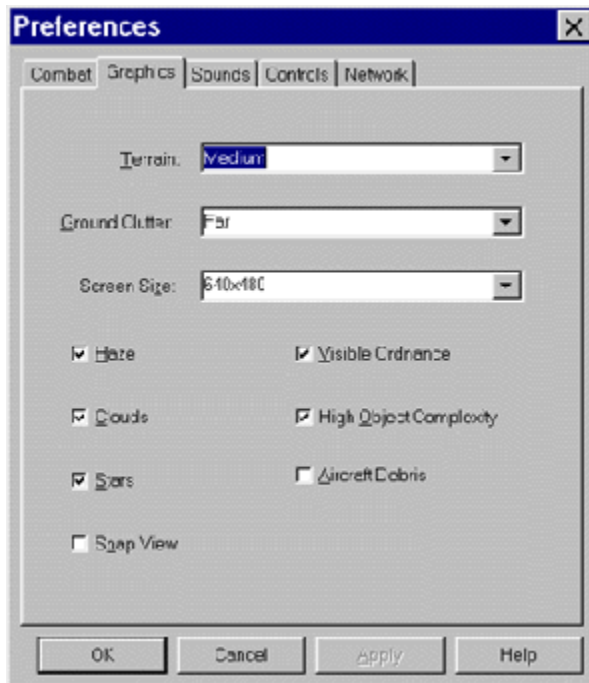 Preferences
Combat Graphics Sounds Controls Network
Terrain: Medium
Ground Clutter: Far
Screen Size: 640x480
Haze Visible Ordnance
Clouds High Object Complexity
Stars Aircraft Debris
Snap View
OK Cancel Apply Help